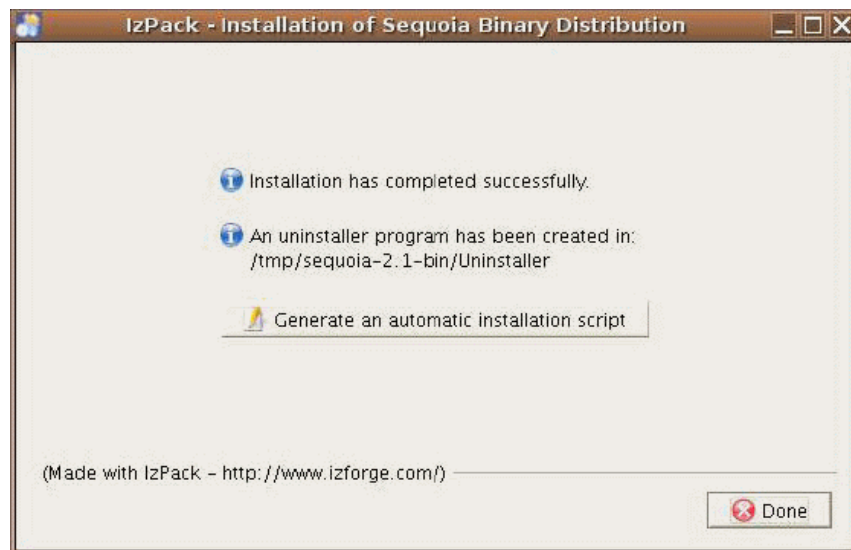 IzPack - Installation of Sequoia Binary Distribution
Installation has completed successfully.
An uninstaller program has been created in:
/tmp/sequoia-2.1-bin/Uninstaller
Generate an automatic installation script
(Made with IzPack - http://www.izforge.com/)
Done